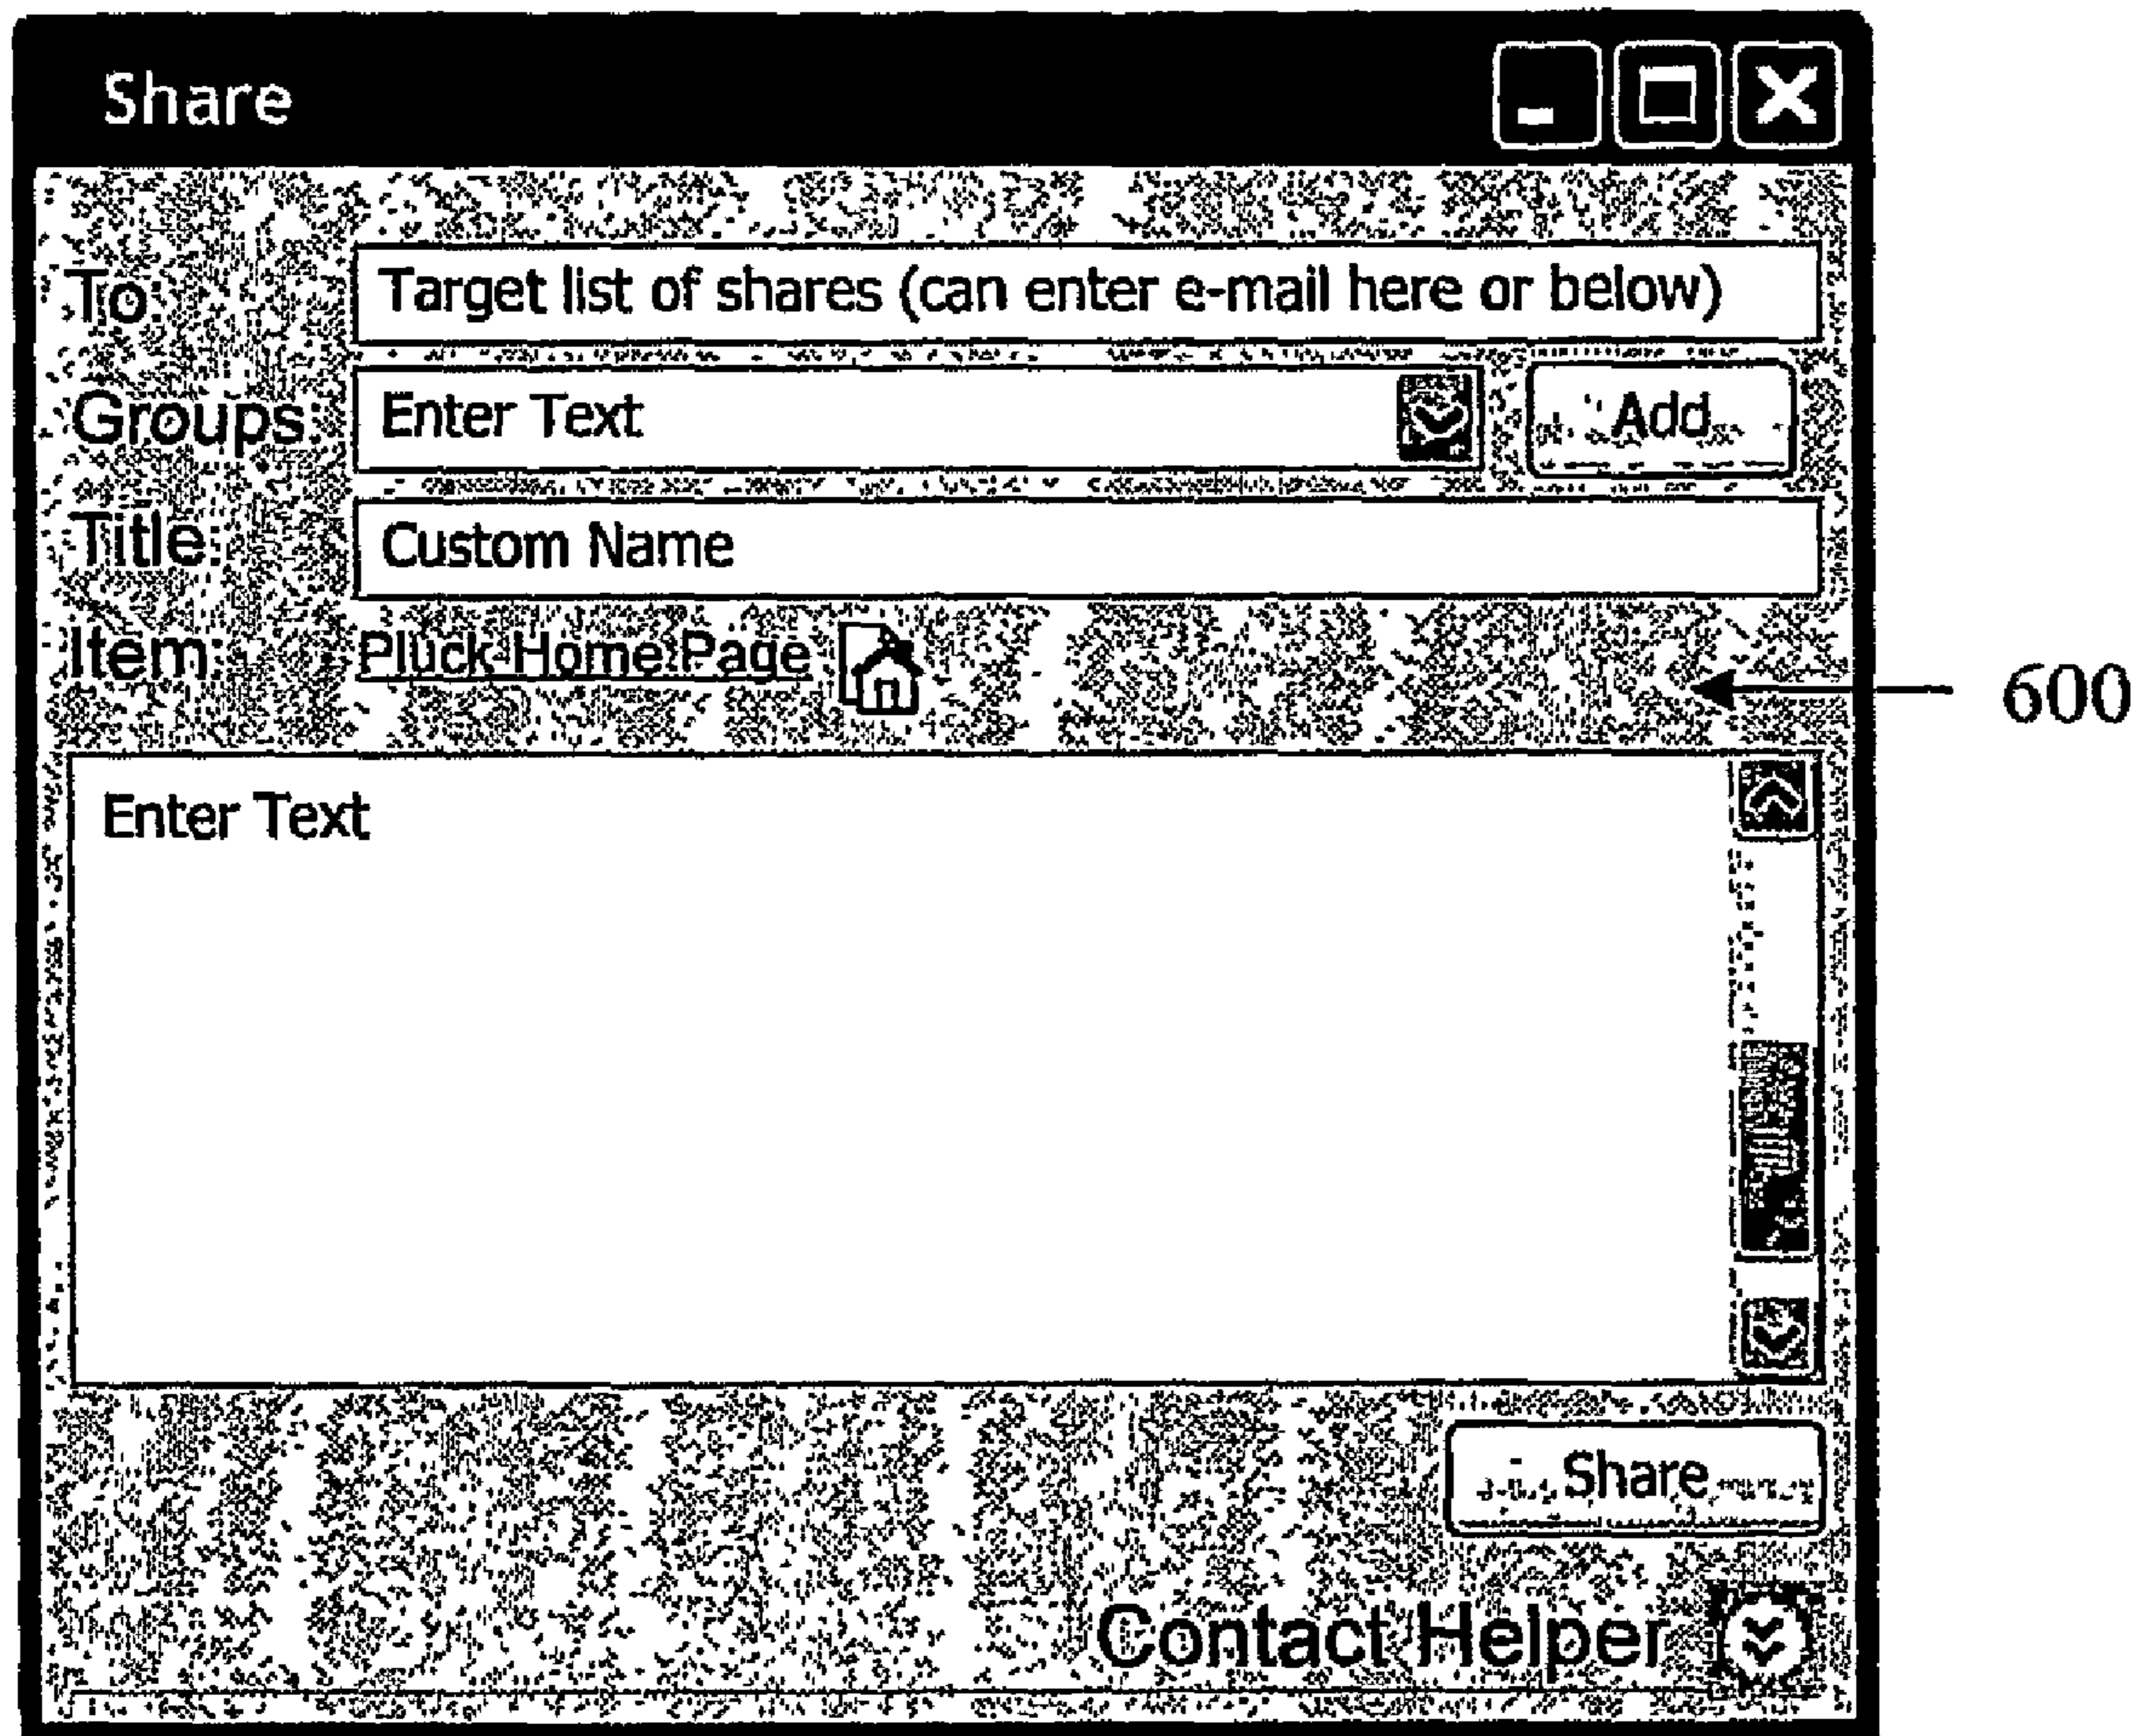 Share
To: Target list of shares (can enter e-mail here or below)
Groups: Enter Text Add
Title: Custom Name
Item: Pluck Home Page
600
Enter Text
Share
Contact Helper